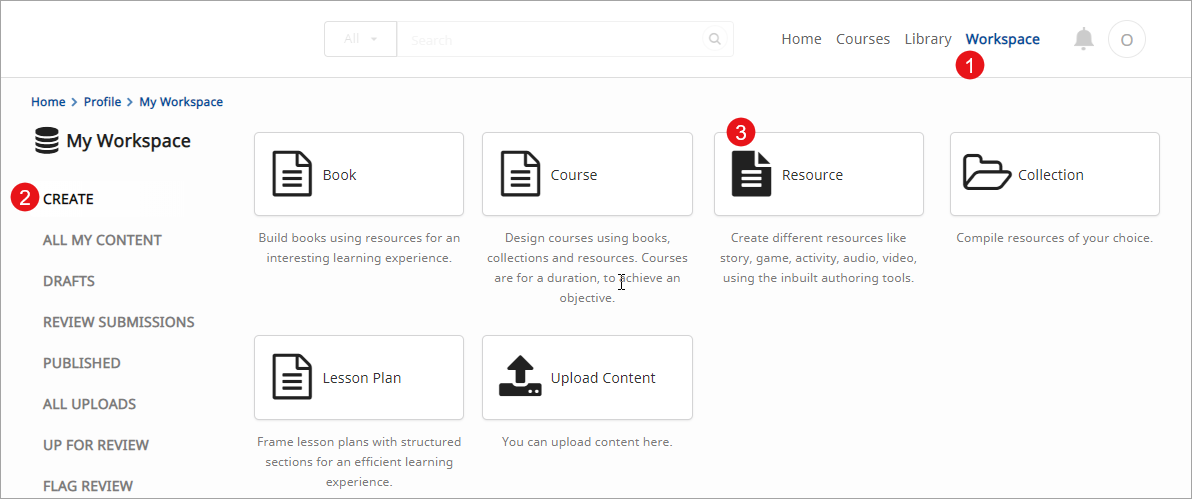 All
Search
Home Courses Library Workspace
O
1
Home > Profile > My Workspace
My Workspace
2
CREATE
ALL MY CONTENT
DRAFTS
REVIEW SUBMISSIONS
PUBLISHED
ALL UPLOADS
UP FOR REVIEW
FLAG REVIEW
Book
Build books using resources for an
interesting learning experience.
Course
Design courses using books,
collections and resources. Courses
are for a duration, to achieve an
objective.
3
Resource
Create different resources like
story, game, activity, audio, video,
using the inbuilt authoring tools.
Collection
Compile resources of your choice.
Lesson Plan
Frame lesson plans with structured
sections for an efficient learning
experience.
Upload Content
You can upload content here.